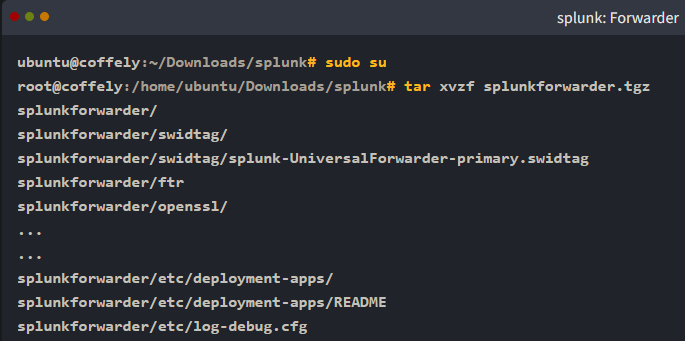 splunk: Forwarder
ubuntu@coffely:~/Downloads/splunk# sudo su
root@coffely:/home/ubuntu/Downloads/splunk# tar xvzf splunkforwarder.tgz
splunkforwarder/
splunkforwarder/swidtag/
splunkforwarder/swidtag/splunk-UniversalForwarder-primary.swidtag
splunkforwarder/ftr
splunkforwarder/openssl/
...
...
splunkforwarder/etc/deployment-apps/
splunkforwarder/etc/deployment-apps/README
splunkforwarder/etc/log-debug.cfg